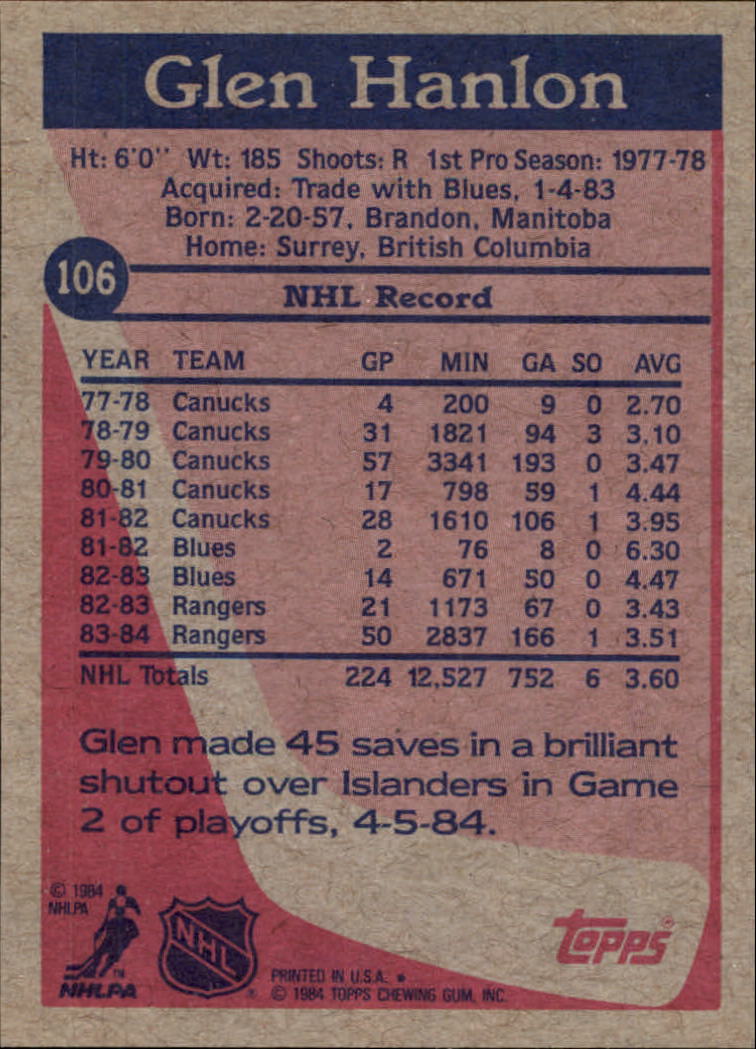 Glen Hanlon
Ht: 6'0" Wt: 185 Shoots: R 1st Pro Season: 1977-78
Acquired: Trade with Blues, 1-4-83
Born: 2-20-57, Brandon, Manitoba
Home: Surrey, British Columbia
106
NHL Record
YEAR TEAM GP MIN GA SO AVG
77-78 Canucks 4 200 9 0 2.70
78-79 Canucks 31 1821 94 3 3.10
79-80 Canucks 57 3341 193 0 3.47
80-81 Canucks 17 798 59 1 4.44
81-82 Canucks 28 1610 106 1 3.95
81-82 Blues 2 76 8 0 6.30
82-83 Blues 14 671 50 0 4.47
82-83 Rangers 21 1173 67 0 3.43
83-84 Rangers 50 2837 166 1 3.51
NHL Totals 224 12,527 752 6 3.60
Glen made 45 saves in a brilliant
shutout over Islanders in Game
2 of playoffs, 4-5-84.
© 1984
NHLPA
TM
NHLPA
NHL
®
topps®
PRINTED IN U.S.A. *
© 1984 TOPPS CHEWING GUM, INC.